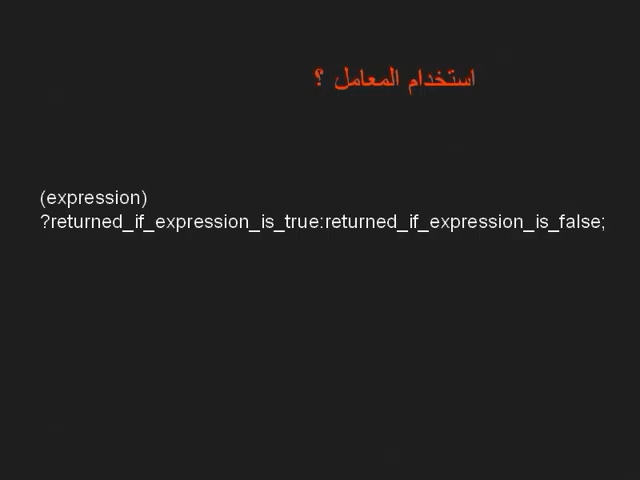 استخدام المعامل ؟
(expression)
?returned_if_expression_is_true:returned_if_expression_is_false;